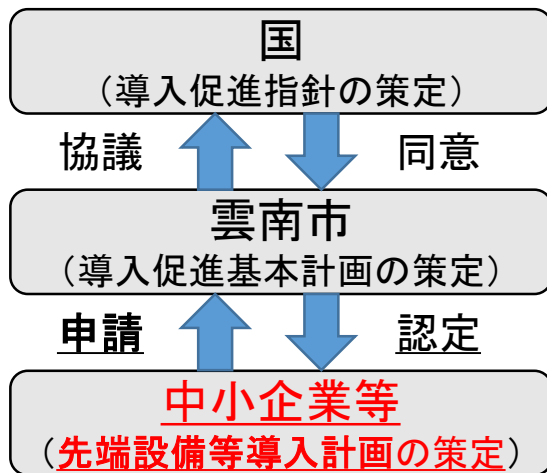 国
（導入促進指針の策定）
協議 同意
雲南市
（導入促進基本計画の策定）
申請 認定
中小企業等
（先端設備等導入計画の策定）